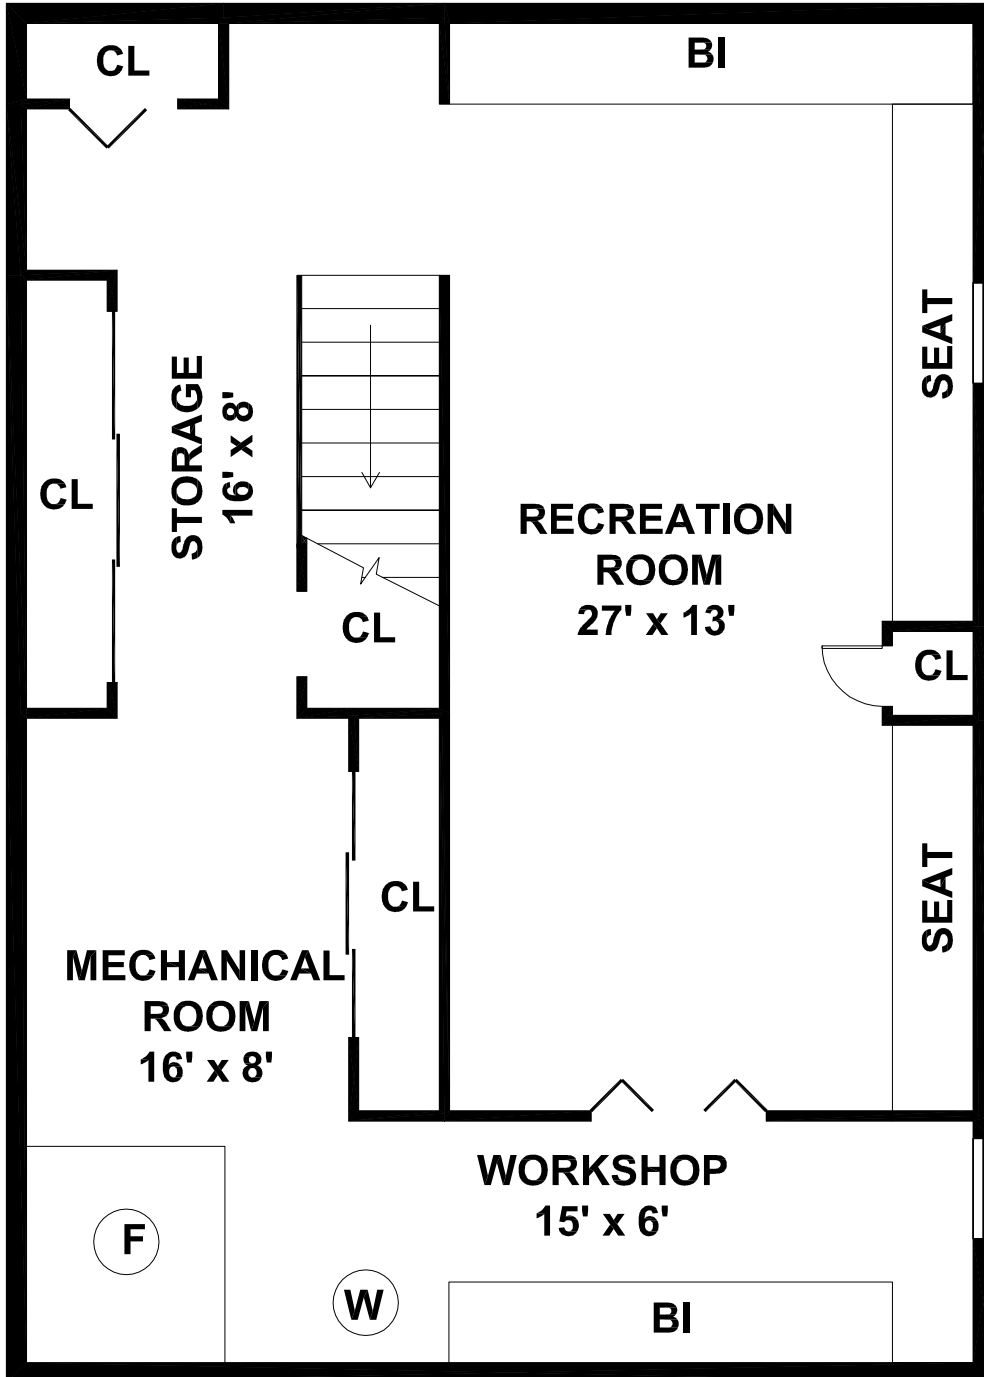 CL
BI
SEAT
STORAGE
16' x 8'
CL
RECREATION
ROOM
27' x 13'
CL
CL
SEAT
CL
MECHANICAL
ROOM
16' x 8'
WORKSHOP
15' x 6'
F
W
BI